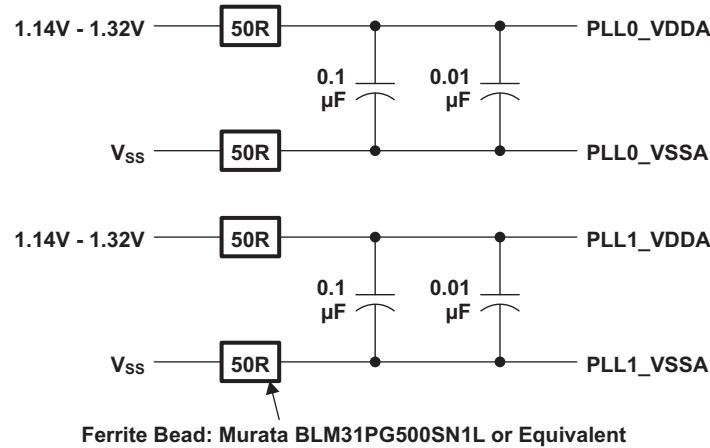 1.14V - 1.32V 50R PLL0_VDDA
0.1 0.01
µF µF
VSS 50R PLL0_VSSA
1.14V - 1.32V 50R PLL1_VDDA
0.1 0.01
µF µF
VSS 50R PLL1_VSSA
Ferrite Bead: Murata BLM31PG500SN1L or Equivalent